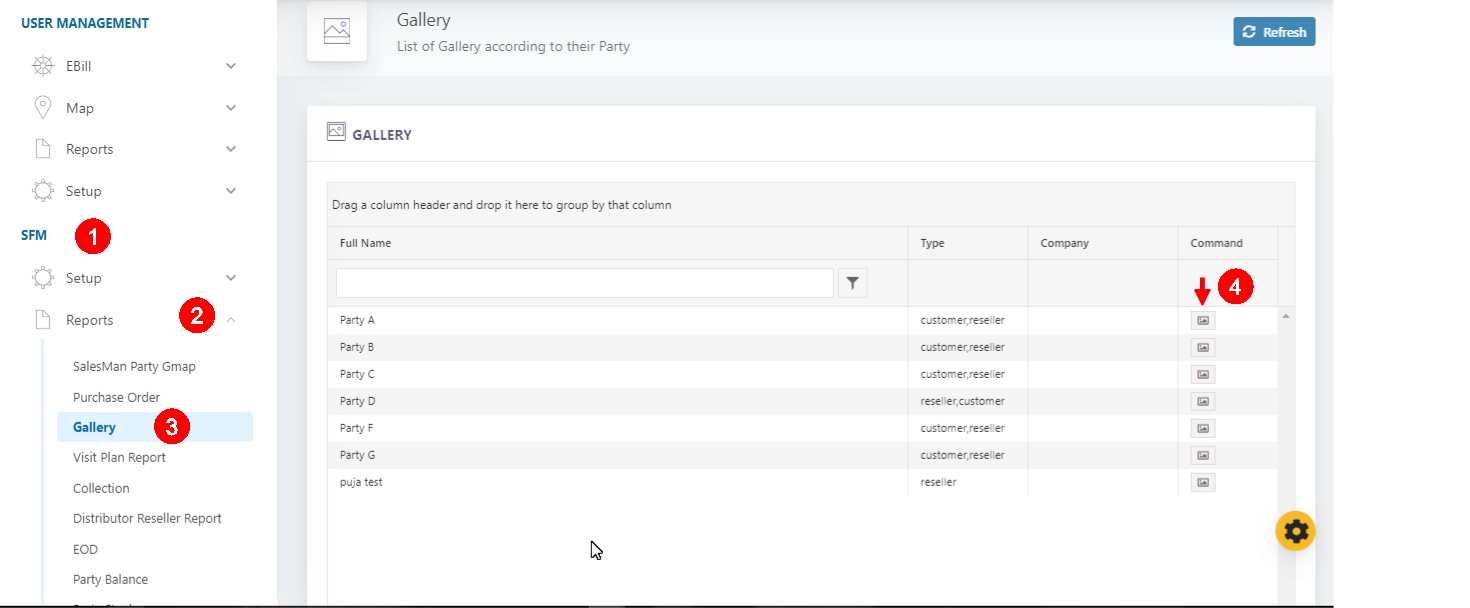 USER MANAGEMENT
EBill
Map
Reports
Setup
SFM 1
Setup
Reports 2
SalesMan Party Gmap
Purchase Order
Gallery 3
Visit Plan Report
Collection
Distributor Reseller Report
EOD
Party Balance
Gallery
List of Gallery according to their Party
Refresh
GALLERY
Drag a column header and drop it here to group by that column
Full Name Type Company Command
4
Party A customer,reseller
Party B customer,reseller
Party C customer,reseller
Party D reseller,customer
Party F customer,reseller
Party G customer,reseller
puja test reseller